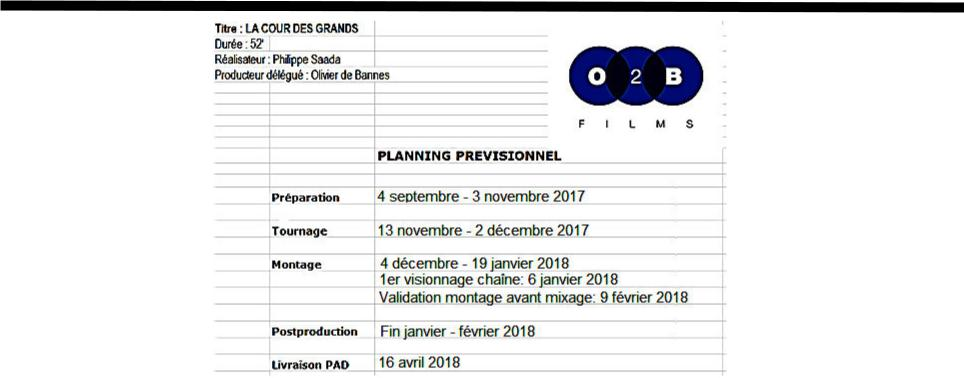 Titre : LA COUR DES GRANDS
Durée : 52'
Réalisateur : Philippe Saada
Producteur délégué : Olivier de Bannes
O 2 B
FILMS
PLANNING PREVISIONNEL
Préparation 4 septembre - 3 novembre 2017
Tournage 13 novembre - 2 décembre 2017
Montage 4 décembre - 19 janvier 2018
1er visionnage chaîne: 6 janvier 2018
Validation montage avant mixage: 9 février 2018
Postproduction Fin janvier - février 2018
Livraison PAD 16 avril 2018